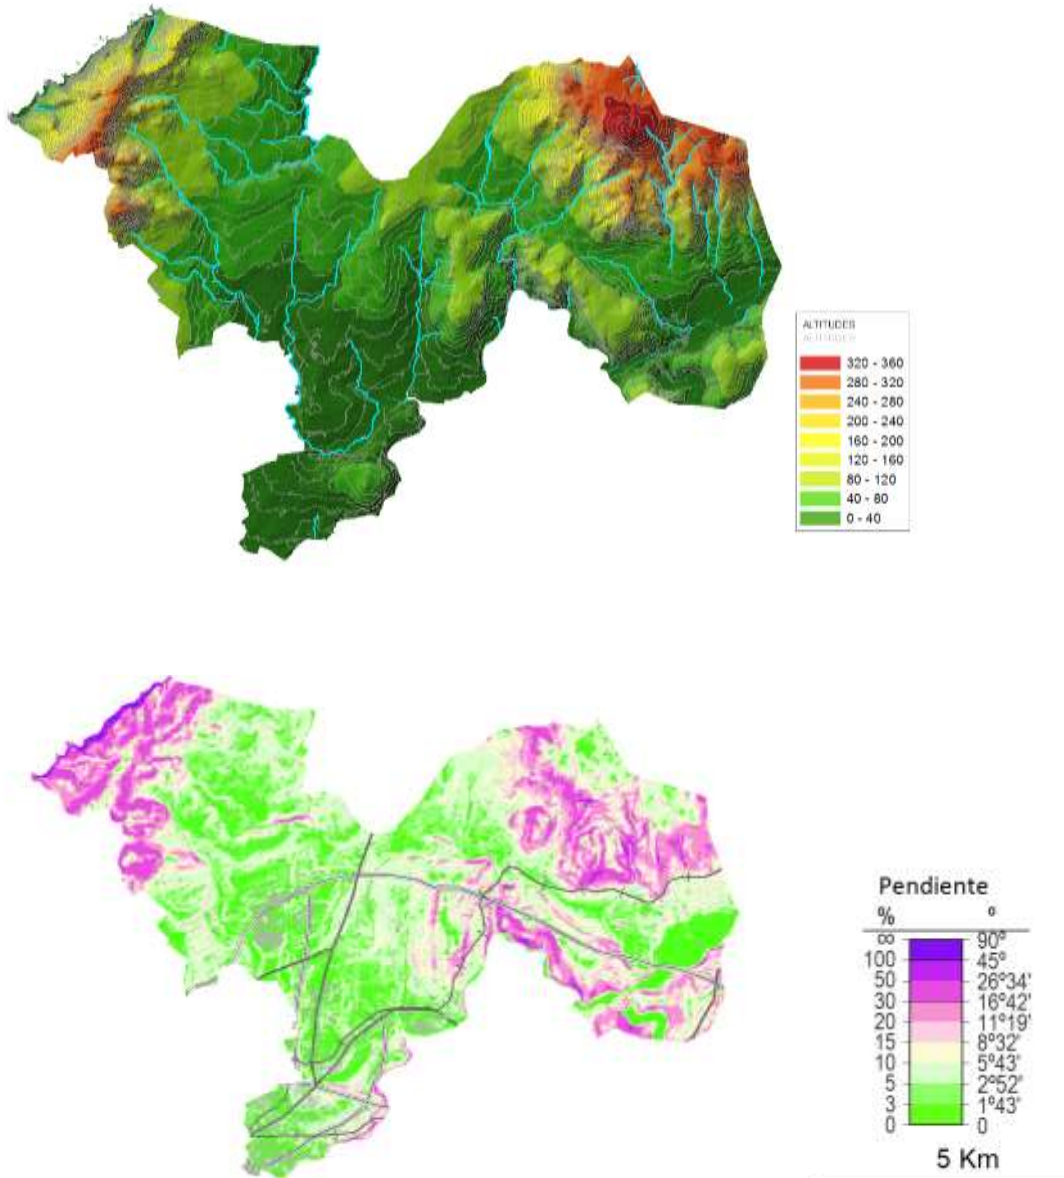 ALTITUDES
ALTITUDES
320 - 360
280 - 320
240 - 280
200 - 240
160 - 200
120 - 160
80 - 120
40 - 80
0 - 40
Pendiente
% º
∞ 90º
100 45º
50 26º34'
30 16º42'
20 11º19'
15 8º32'
10 5º43'
5 2º52'
3 1º43'
0 0
5 Km